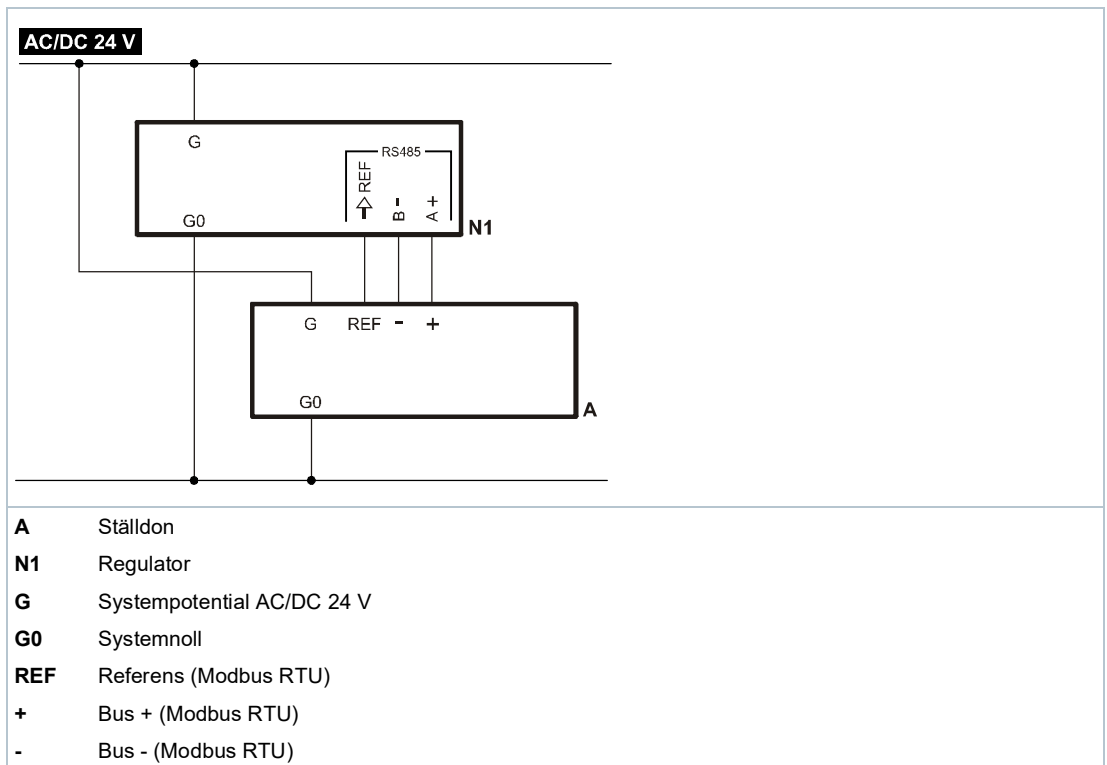 AC/DC 24 V
G
RS485
REF
B -
A +
G0
N1
G REF - +
G0
A
A Ställdon
N1 Regulator
G Systempotential AC/DC 24 V
G0 Systemnoll
REF Referens (Modbus RTU)
+ Bus + (Modbus RTU)
- Bus - (Modbus RTU)